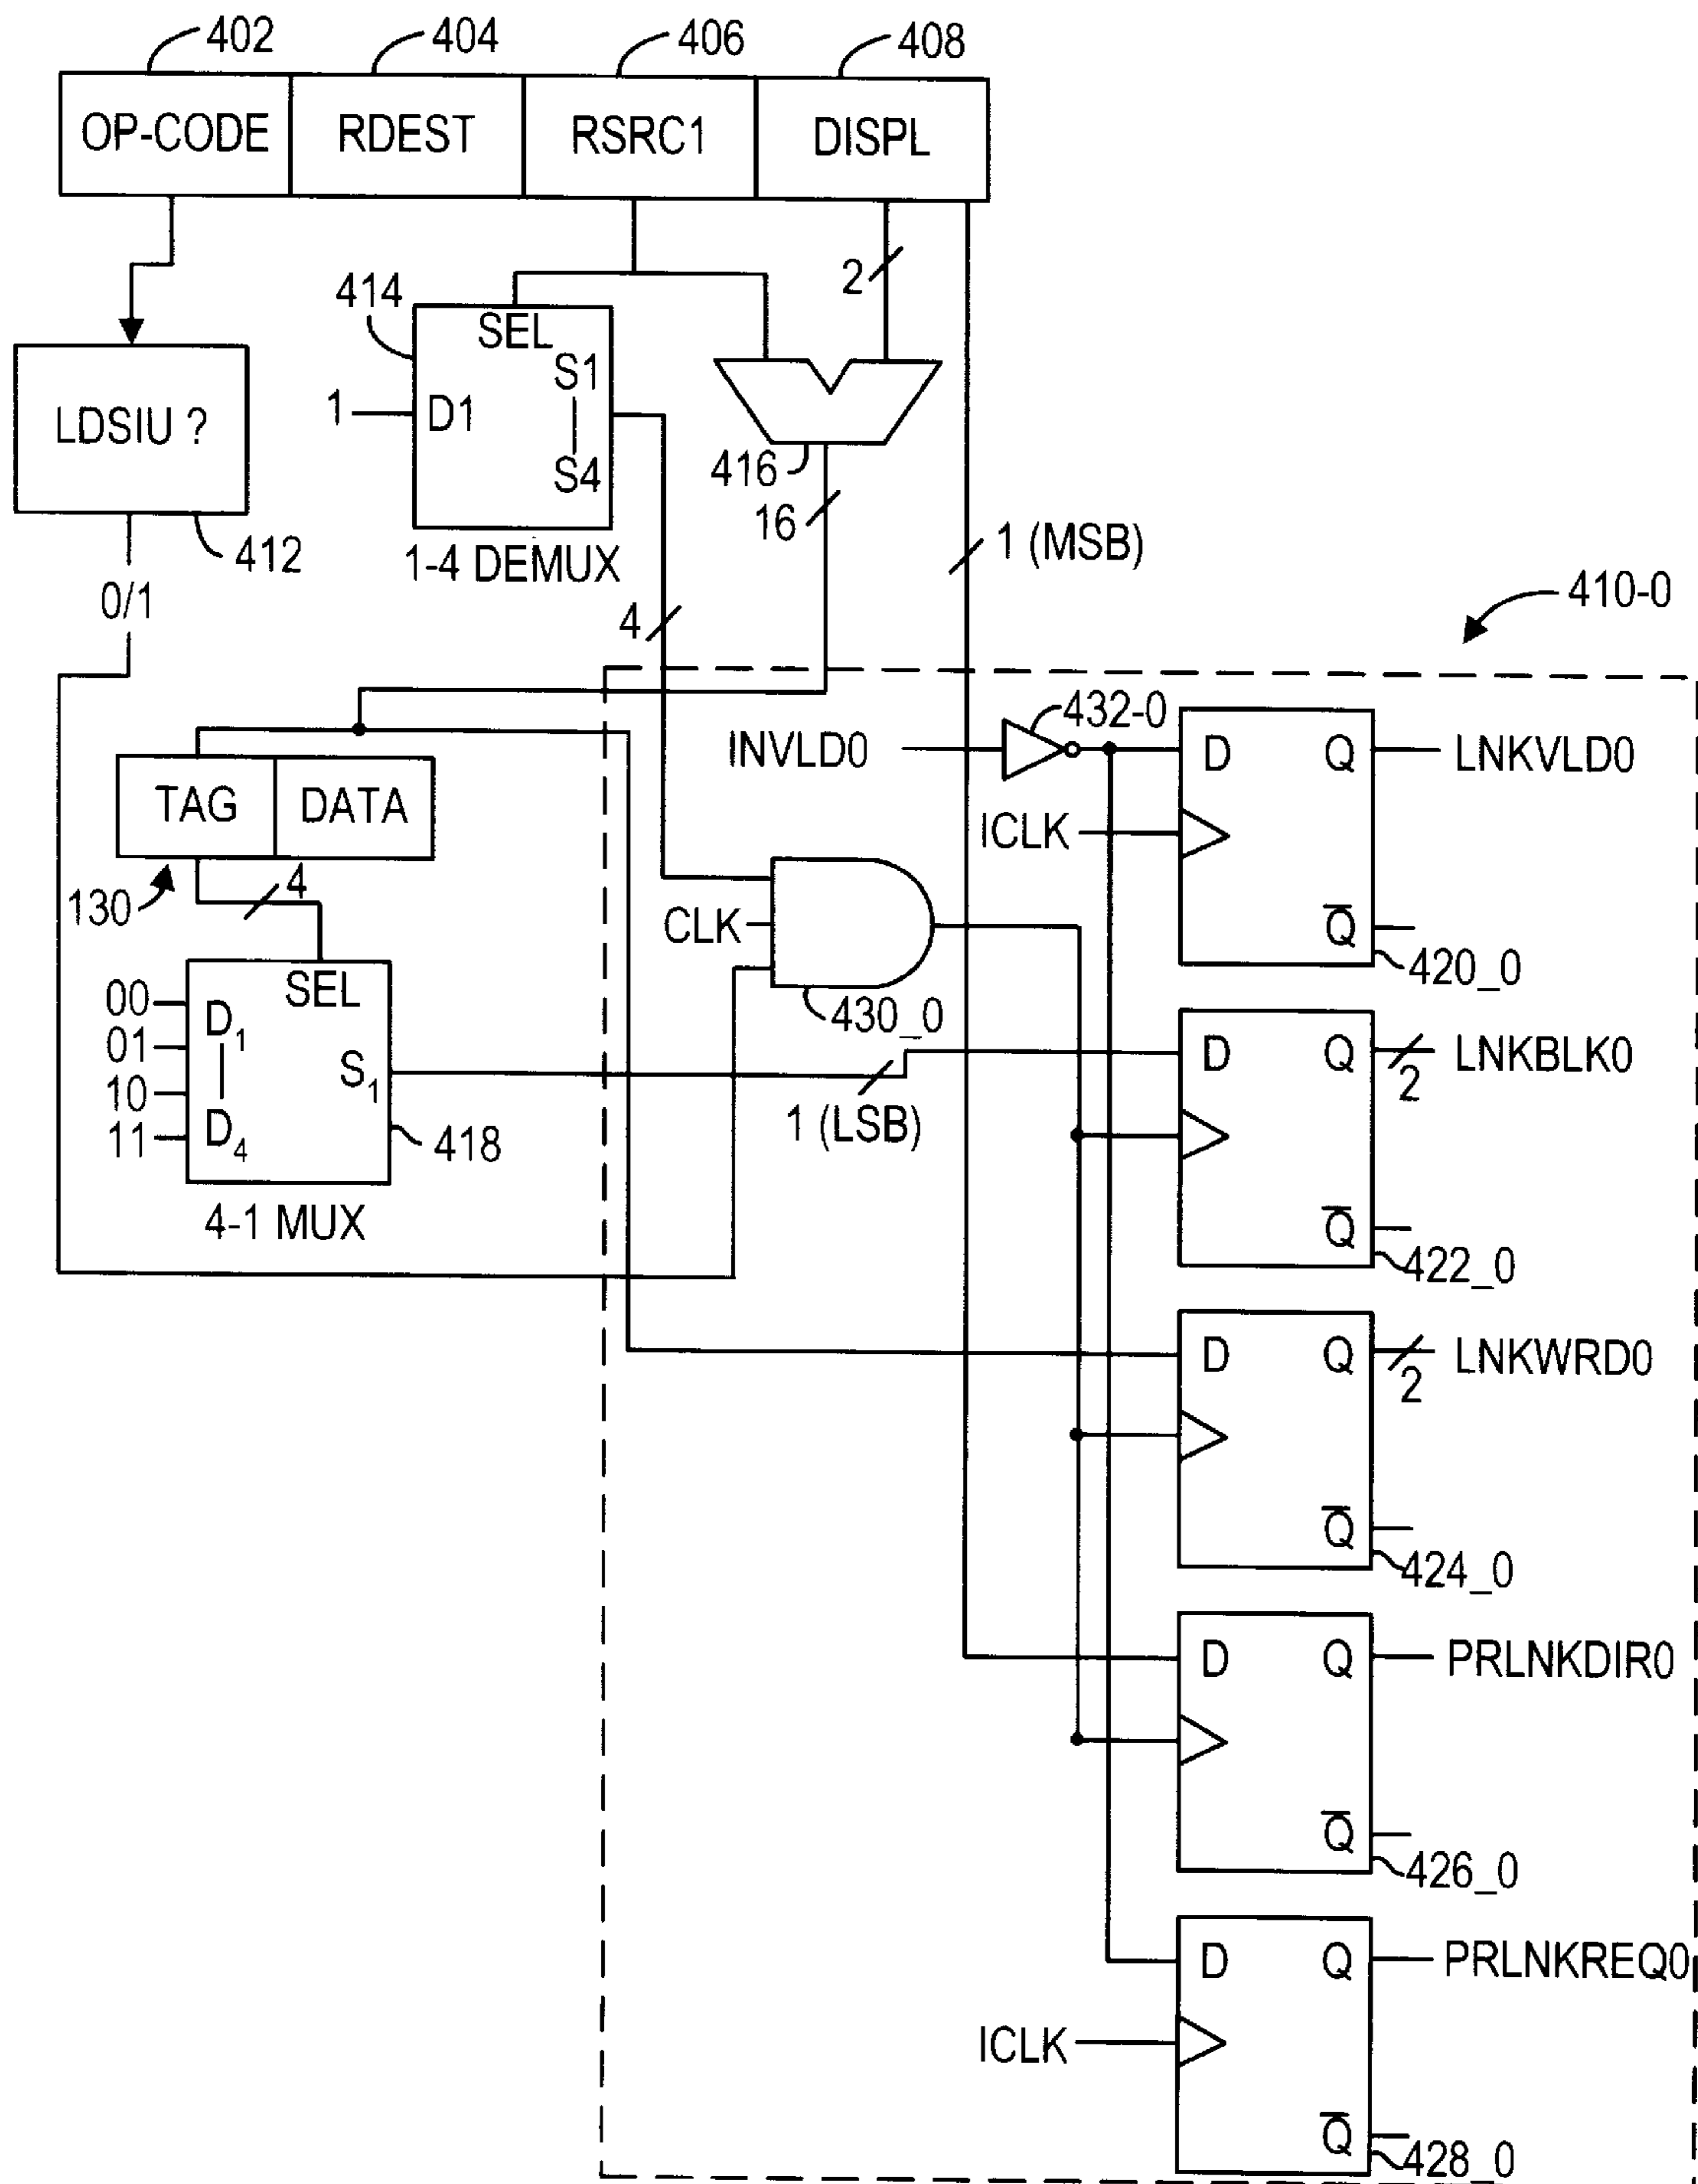 402 404 406 408
OP-CODE RDEST RSRC1 DISPL
2
414
SEL
S1
S4
1
D1
LDSIU ?
416
16
412
1-4 DEMUX
1 (MSB)
0/1
4
410-0
432-0
INVLD0
D Q LNKVLD0
TAG DATA
ICLK
130
4
CLK
Q̅
420_0
430_0
SEL
00
01
10
11
D1
D4
S1
418
4-1 MUX
1 (LSB)
D Q 2 LNKBLK0
Q̅
422_0
D Q 2 LNKWRD0
Q̅
424_0
D Q PRLNKDIR0
Q̅
426_0
D Q PRLNKREQ0
ICLK
Q̅
428_0